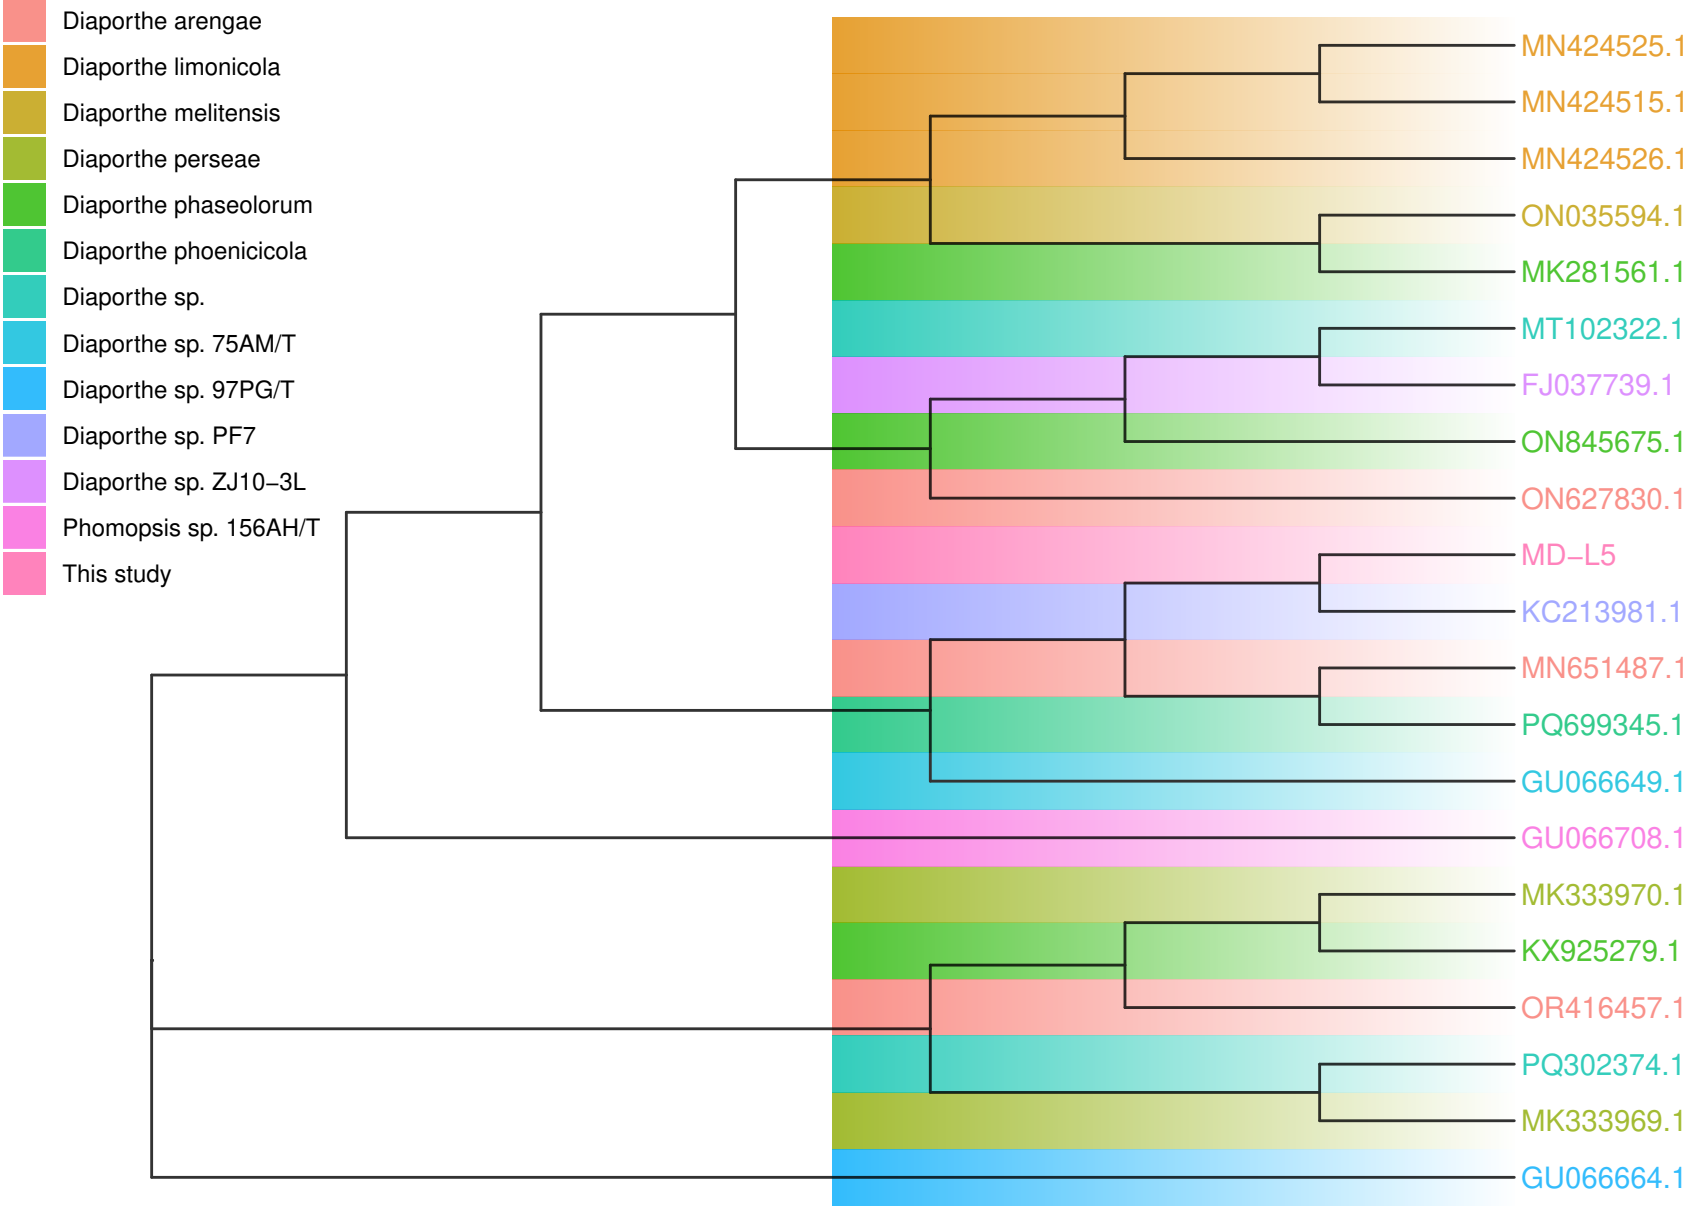 Diaporthe arengae
Diaporthe limonicola
Diaporthe melitensis
Diaporthe perseae
Diaporthe phaseolorum
Diaporthe phoenicicola
Diaporthe sp.
Diaporthe sp. 75AM/T
Diaporthe sp. 97PG/T
Diaporthe sp. PF7
Diaporthe sp. ZJ10−3L
Phomopsis sp. 156AH/T
This study
MN424525.1
MN424515.1
MN424526.1
ON035594.1
MK281561.1
MT102322.1
FJ037739.1
ON845675.1
ON627830.1
MD−L5
KC213981.1
MN651487.1
PQ699345.1
GU066649.1
GU066708.1
MK333970.1
KX925279.1
OR416457.1
PQ302374.1
MK333969.1
GU066664.1